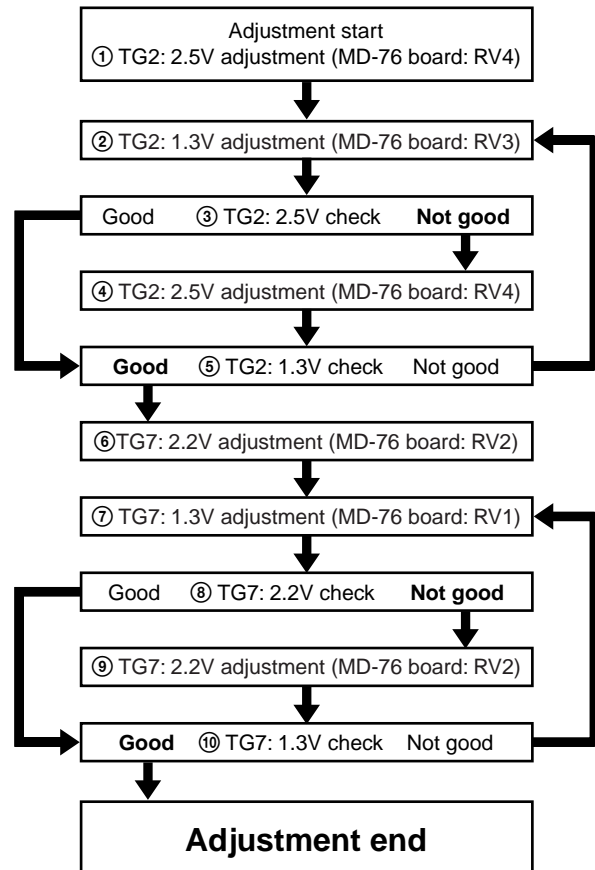 Adjustment start
① TG2: 2.5V adjustment (MD-76 board: RV4)
② TG2: 1.3V adjustment (MD-76 board: RV3)
Good ③ TG2: 2.5V check Not good
④ TG2: 2.5V adjustment (MD-76 board: RV4)
Good ⑤ TG2: 1.3V check Not good
⑥TG7: 2.2V adjustment (MD-76 board: RV2)
⑦ TG7: 1.3V adjustment (MD-76 board: RV1)
Good ⑧ TG7: 2.2V check Not good
⑨ TG7: 2.2V adjustment (MD-76 board: RV2)
Good ⑩ TG7: 1.3V check Not good
Adjustment end